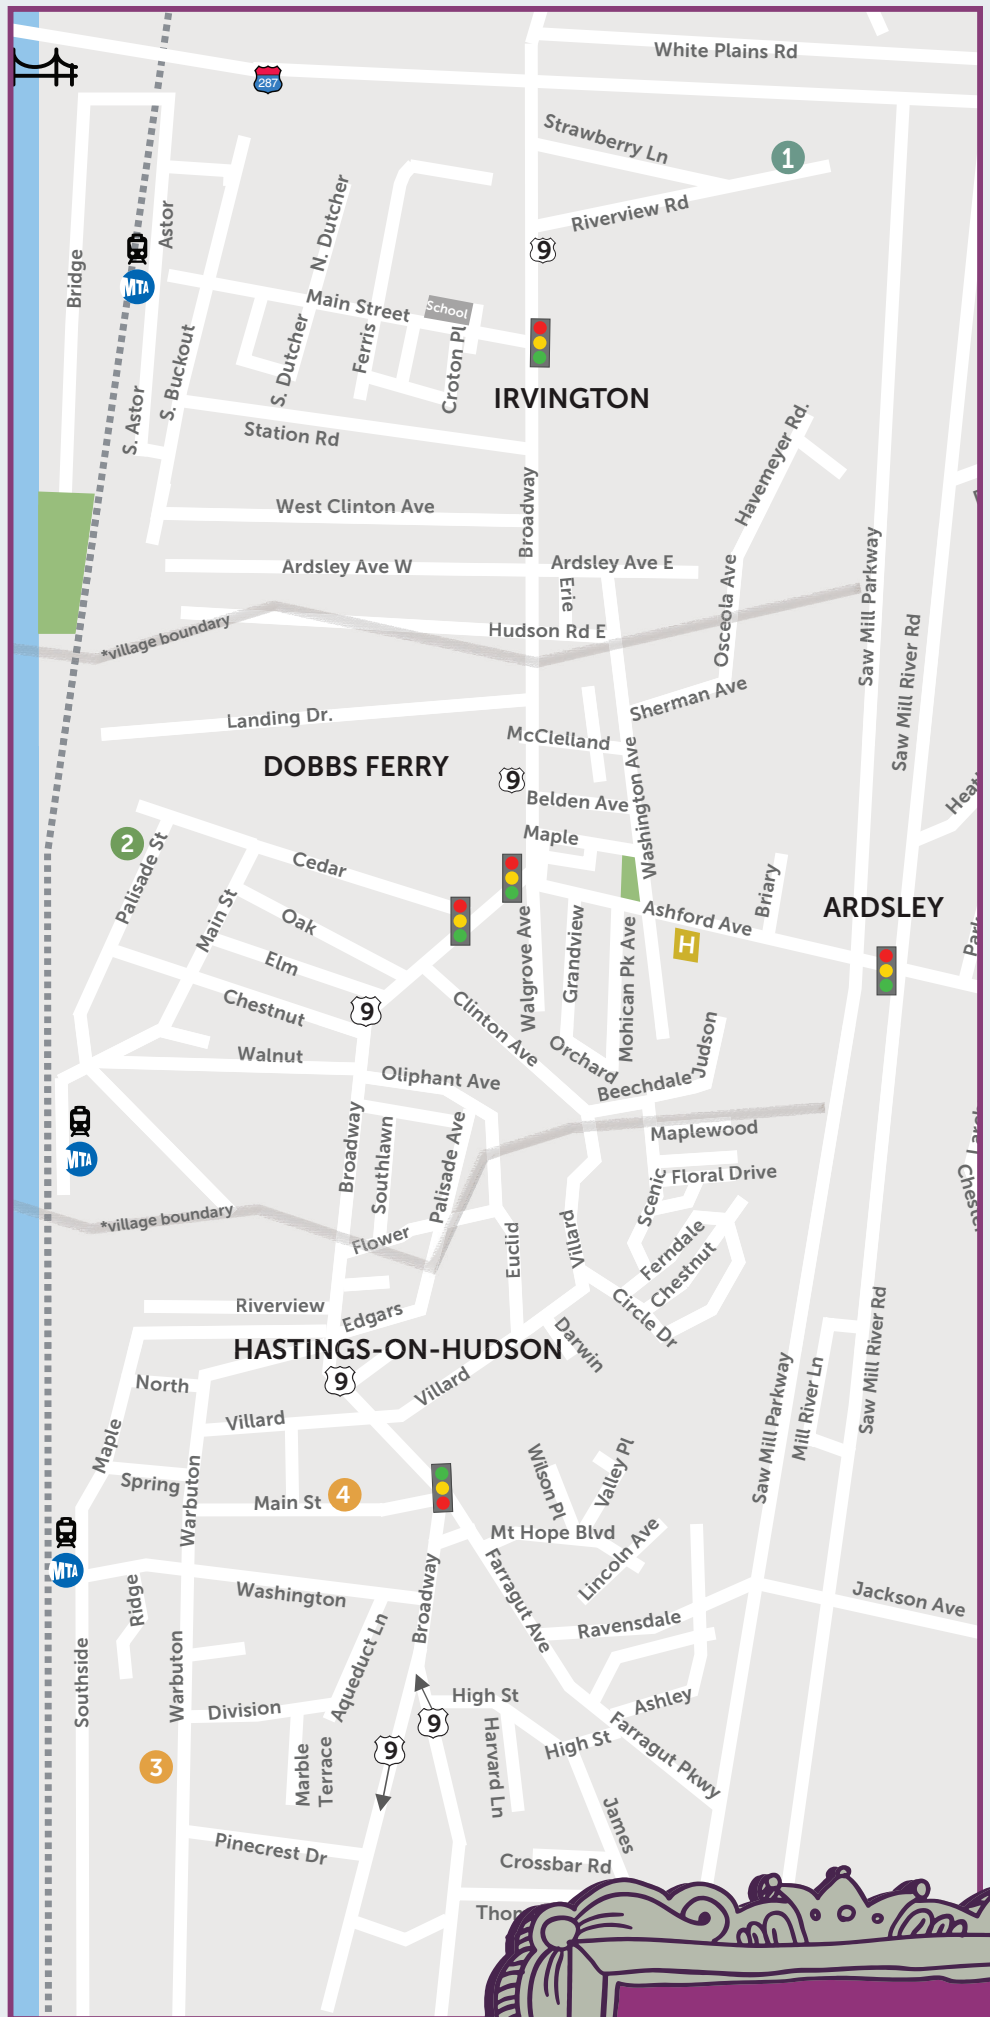 White Plains Rd
287
Strawberry Ln
1
Riverview Rd
9
N. Dutcher
Astor
Bridge
MTA
Main Street
School
S. Buckout
S. Dutcher
Ferris
Croton Pl
IRVINGTON
S. Astor
Station Rd
Havemeyer Rd.
Broadway
West Clinton Ave
Ardsley Ave W
Ardsley Ave E
Erie
Osceola Ave
Saw Mill Parkway
*village boundary
Hudson Rd E
Saw Mill River Rd
Sherman Ave
Landing Dr.
McClelland
DOBBS FERRY
9
Washington Ave
Belden Ave
Heat
Maple
2
Palisade St
Cedar
Briary
ARDSLEY
Main St
Oak
Walgrove Ave
Grandview
Mohican Pk Ave
Ashford Ave
H
Park
Elm
Chestnut
9
Clinton Ave
Orchard
Judson
Walnut
Oliphant Ave
Beechdale
MTA
Broadway
Southlawn
Palisade Ave
Maplewood
Floral Drive
Scenic
Chester
*village boundary
Flower
Euclid
Villard
Ferndale
Chestnut
Circle Dr
Riverview
Edgars
Darwin
HASTINGS-ON-HUDSON
9
North
Villard
Villard
Saw Mill Parkway
Mill River Ln
Saw Mill River Rd
Maple
Spring
Warbuton
Main St
4
Wilson Pl
Valley Pl
Mt Hope Blvd
Lincoln Ave
MTA
Ridge
Washington
Broadway
Farragut Ave
Ravensdale
Jackson Ave
Southside
Warbuton
Aqueduct Ln
Division
High St
9
Ashley
9
Harvard Ln
High St
Farragut Pkwy
3
Marble
Terrace
James
Pinecrest Dr
Crossbar Rd
Thor